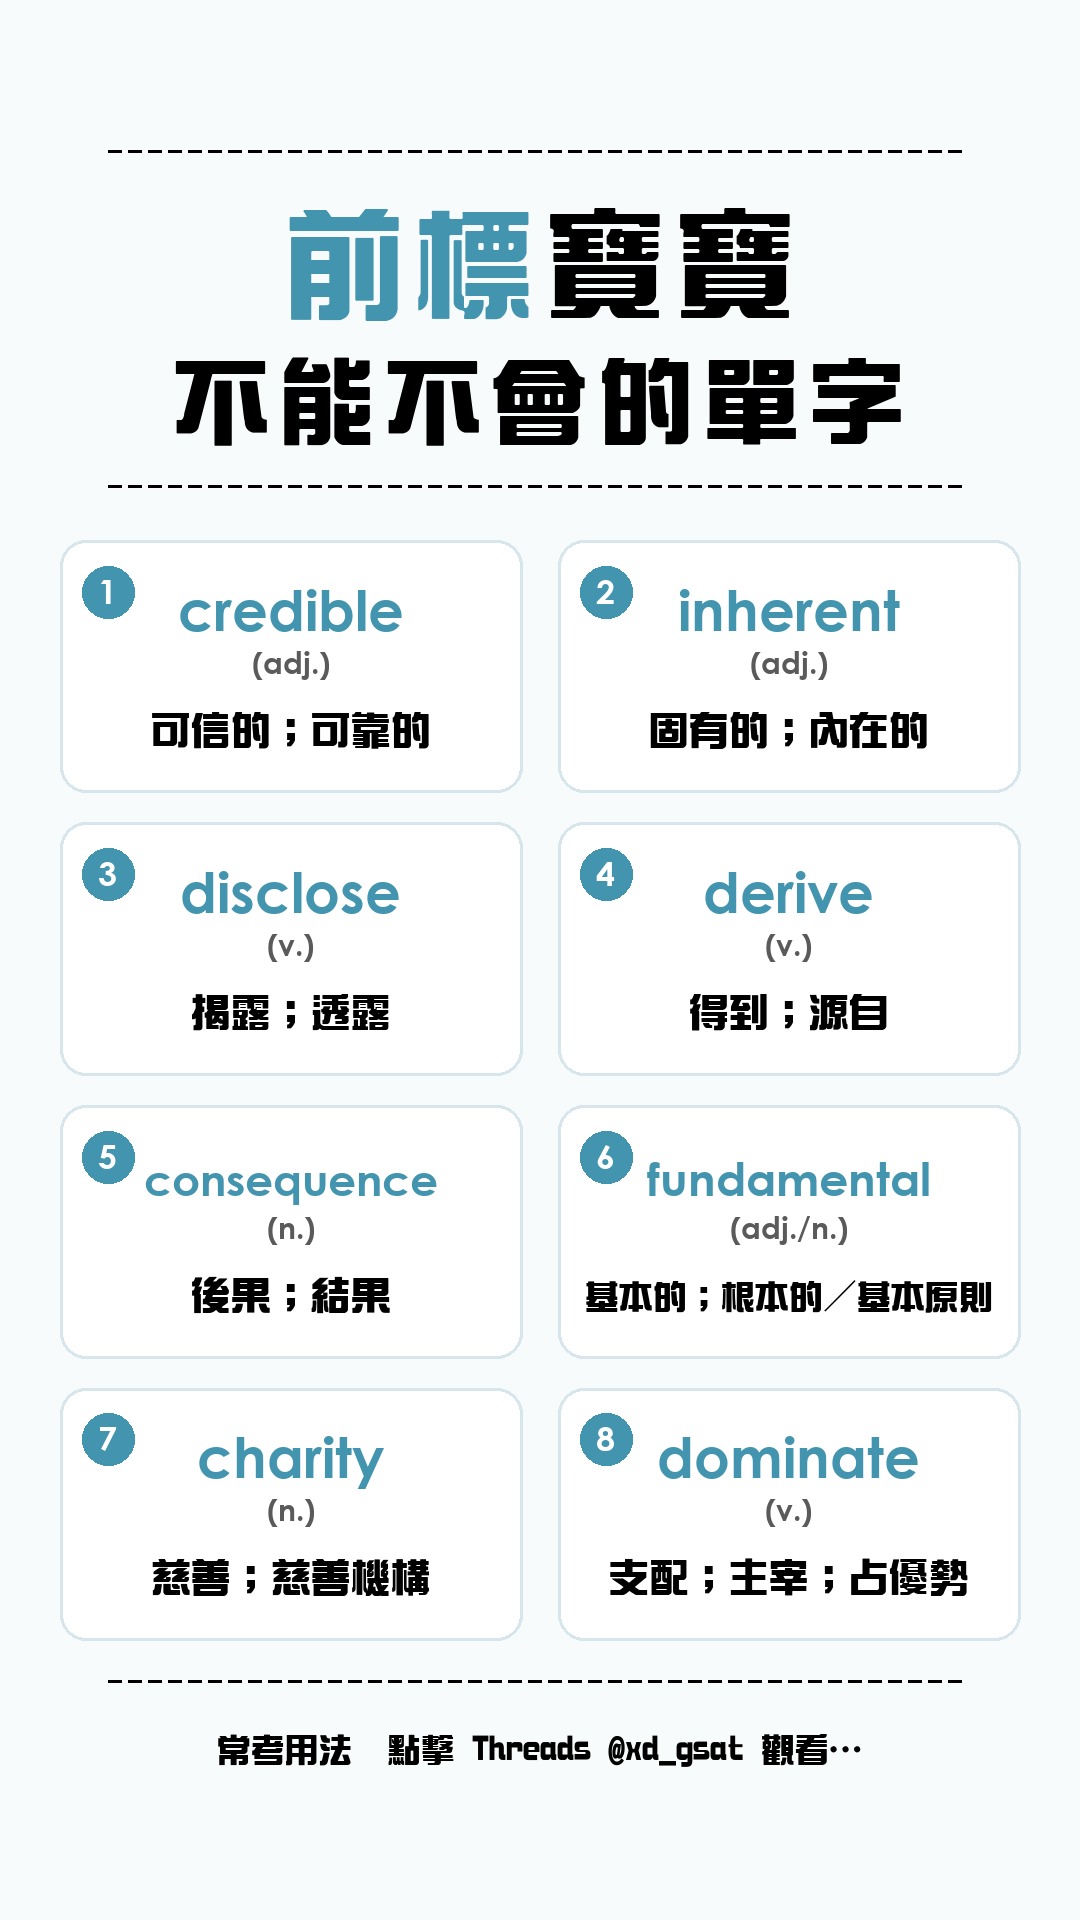 前標寶寶
不能不會的單字
1
credible
(adj.)
可信的；可靠的
2
inherent
(adj.)
固有的；內在的
3
disclose
(v.)
揭露；透露
4
derive
(v.)
得到；源自
5
consequence
(n.)
後果；結果
6
fundamental
(adj./n.)
基本的；根本的／基本原則
7
charity
(n.)
慈善；慈善機構
8
dominate
(v.)
支配；主宰；占優勢
常考用法　點擊 Threads @xd_gsat 觀看…